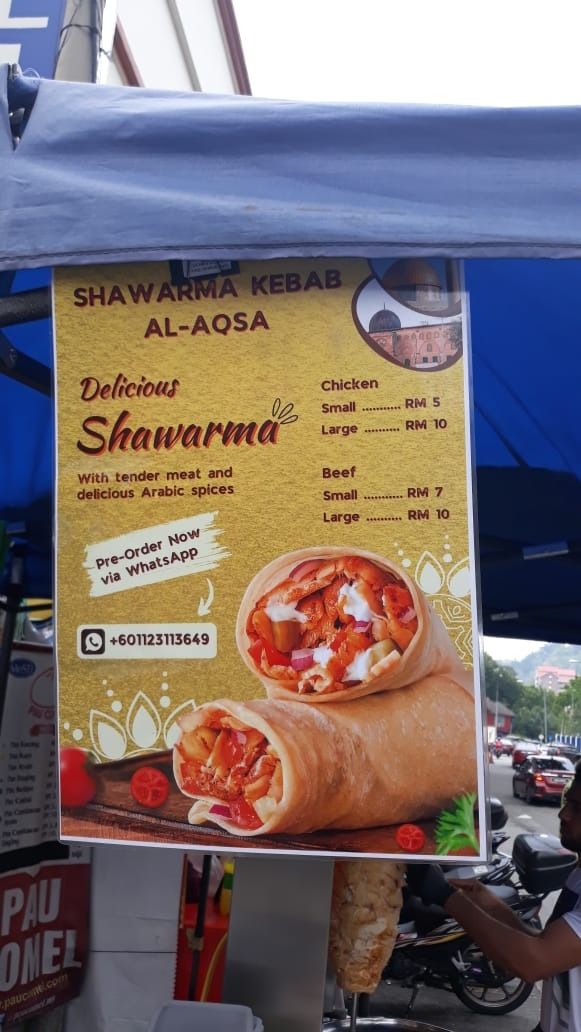 SHAWARMA KEBAB
AL-AQSA
Delicious
Shawarma
With tender meat and
delicious Arabic spices
Chicken
Small ........... RM 5
Large .......... RM 10
Beef
Small ........... RM 7
Large .......... RM 10
Pre-Order Now
via WhatsApp
+601123113649
PAU